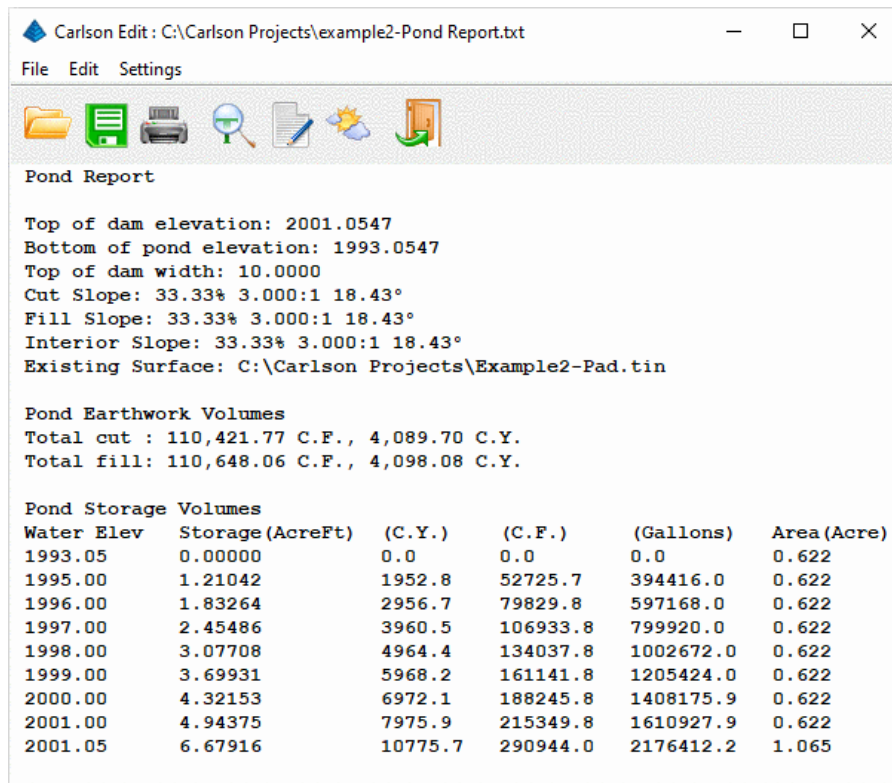 Carlson Edit : C:\Carlson Projects\example2-Pond Report.txt
File Edit Settings
Pond Report
Top of dam elevation: 2001.0547
Bottom of pond elevation: 1993.0547
Top of dam width: 10.0000
Cut Slope: 33.33% 3.000:1 18.43°
Fill Slope: 33.33% 3.000:1 18.43°
Interior Slope: 33.33% 3.000:1 18.43°
Existing Surface: C:\Carlson Projects\Example2-Pad.tin
Pond Earthwork Volumes
Total cut : 110,421.77 C.F., 4,089.70 C.Y.
Total fill: 110,648.06 C.F., 4,098.08 C.Y.
Pond Storage Volumes
Water Elev Storage(AcreFt) (C.Y.) (C.F.) (Gallons) Area(Acre)
1993.05 0.00000 0.0 0.0 0.0 0.622
1995.00 1.21042 1952.8 52725.7 394416.0 0.622
1996.00 1.83264 2956.7 79829.8 597168.0 0.622
1997.00 2.45486 3960.5 106933.8 799920.0 0.622
1998.00 3.07708 4964.4 134037.8 1002672.0 0.622
1999.00 3.69931 5968.2 161141.8 1205424.0 0.622
2000.00 4.32153 6972.1 188245.8 1408175.9 0.622
2001.00 4.94375 7975.9 215349.8 1610927.9 0.622
2001.05 6.67916 10775.7 290944.0 2176412.2 1.065